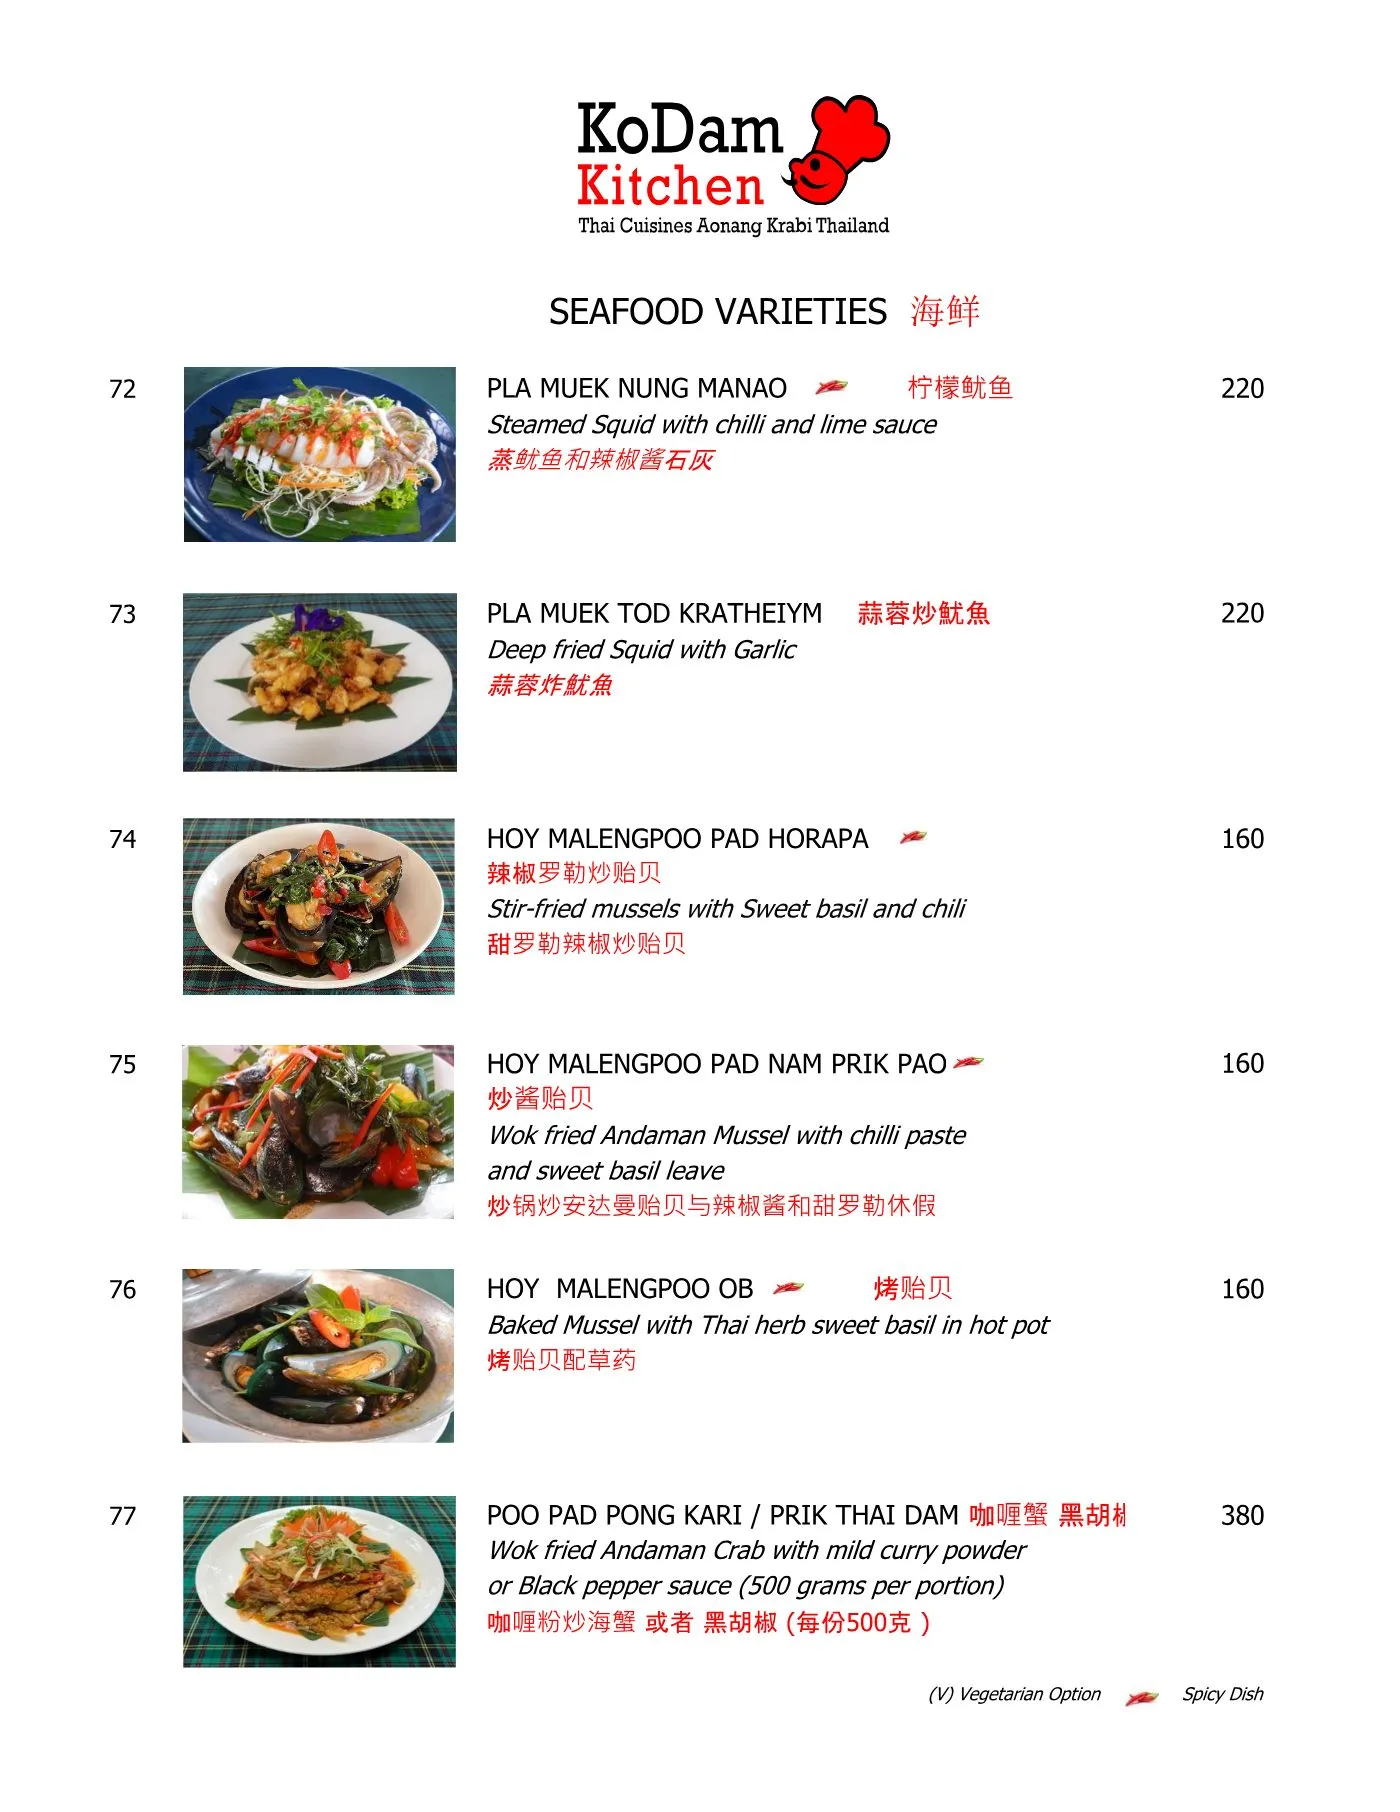 KoDam
Kitchen
Thai Cuisines Aonang Krabi Thailand
SEAFOOD VARIETIES 海鲜
72 PLA MUEK NUNG MANAO 柠檬鱿鱼 220
Steamed Squid with chilli and lime sauce
蒸鱿鱼和辣椒酱石灰
73 PLA MUEK TOD KRATHEIYM 蒜蓉炒魷魚 220
Deep fried Squid with Garlic
蒜蓉炸魷魚
74 HOY MALENGPOO PAD HORAPA 160
辣椒罗勒炒贻贝
Stir-fried mussels with Sweet basil and chili
甜罗勒辣椒炒贻贝
75 HOY MALENGPOO PAD NAM PRIK PAO 160
炒酱贻贝
Wok fried Andaman Mussel with chilli paste
and sweet basil leave
炒锅炒安达曼贻贝与辣椒酱和甜罗勒休假
76 HOY MALENGPOO OB 烤贻贝 160
Baked Mussel with Thai herb sweet basil in hot pot
烤贻贝配草药
77 POO PAD PONG KARI / PRIK THAI DAM 咖喱蟹 黑胡椒 380
Wok fried Andaman Crab with mild curry powder
or Black pepper sauce (500 grams per portion)
咖喱粉炒海蟹 或者 黑胡椒 (每份500克 )
(V) Vegetarian Option Spicy Dish